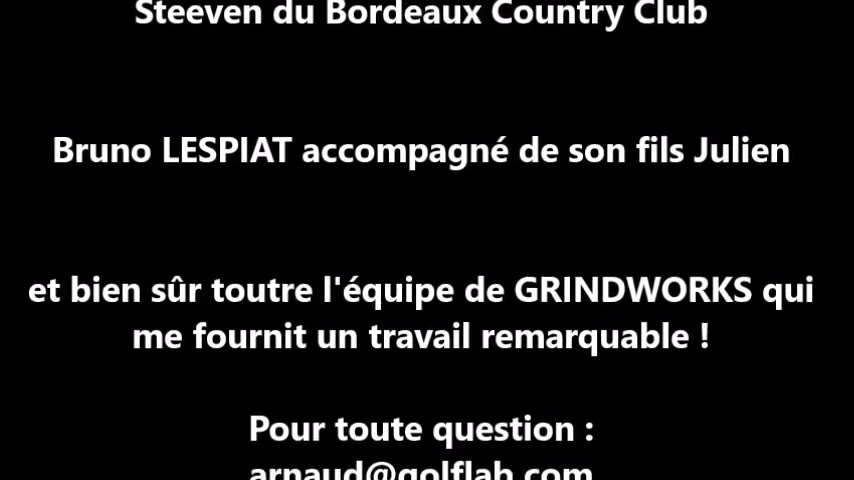 Steeven du Bordeaux Country Club
Bruno LESPIAT accompagné de son fils Julien
et bien sûr toutre l'équipe de GRINDWORKS qui
me fournit un travail remarquable !
Pour toute question :
arnaud@golflab.com